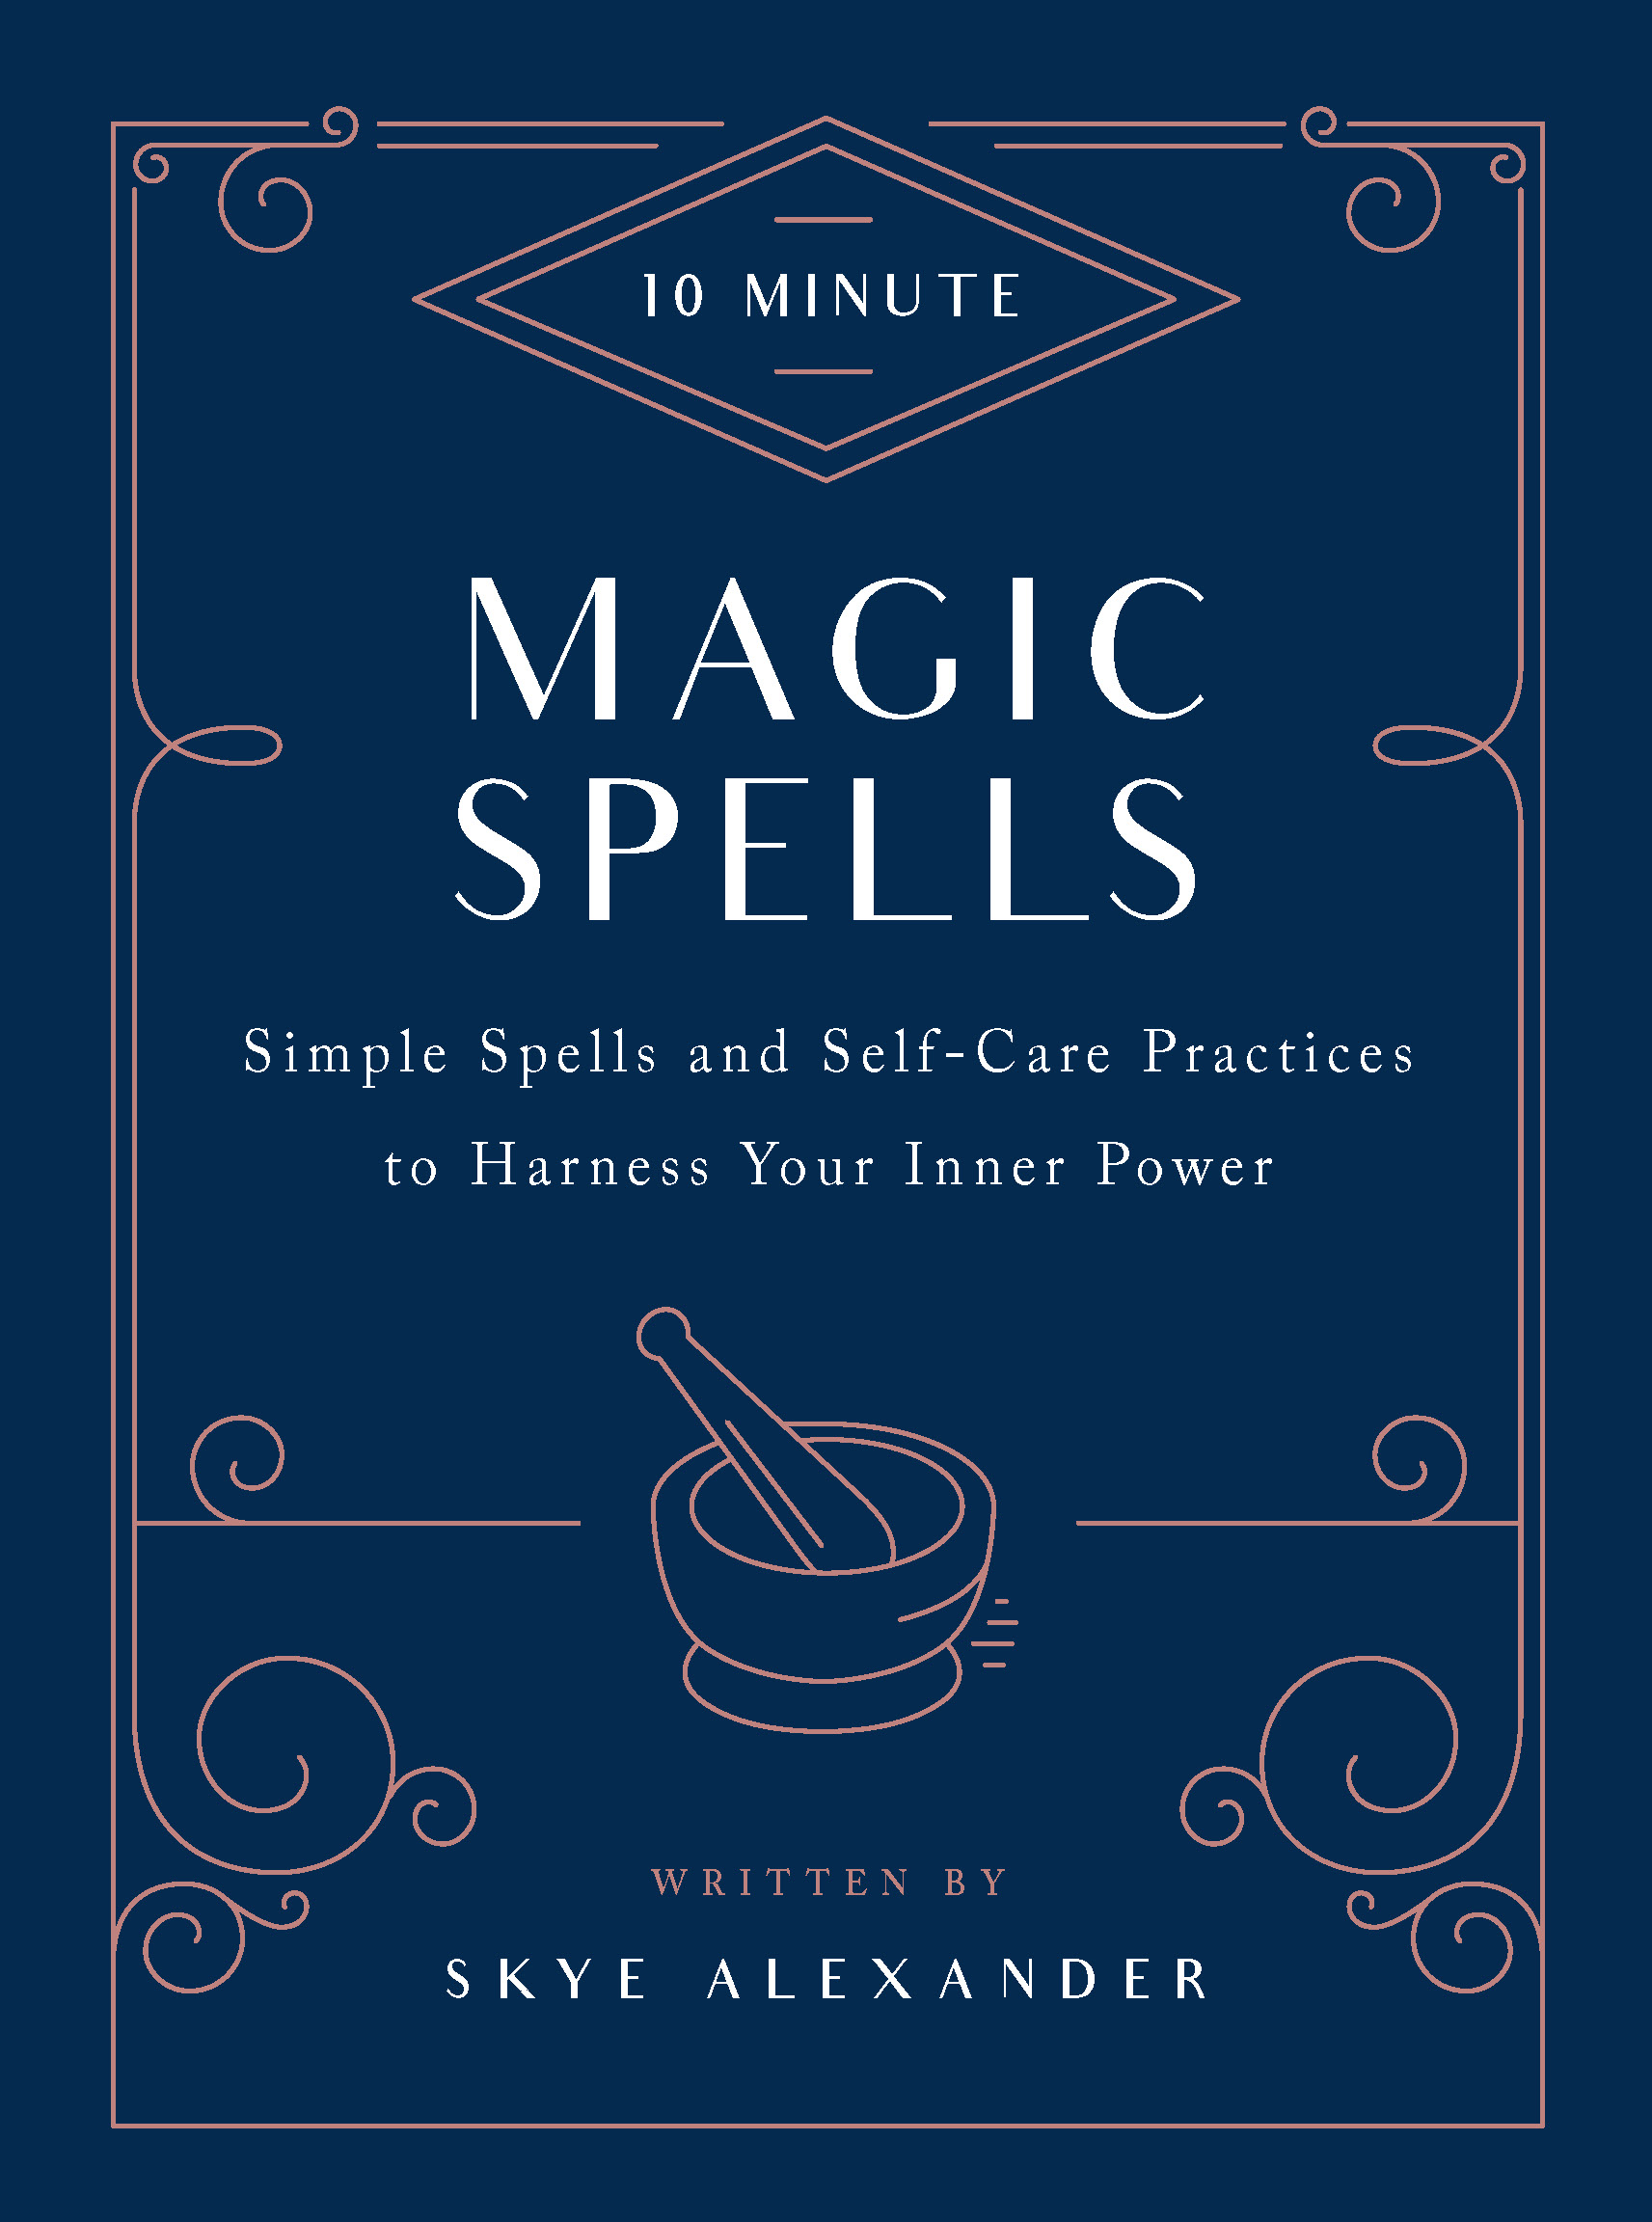 10 MINUTE
MAGIC
SPELLS
Simple Spells and Self-Care Practices
to Harness Your Inner Power
WRITTEN BY
SKYE ALEXANDER